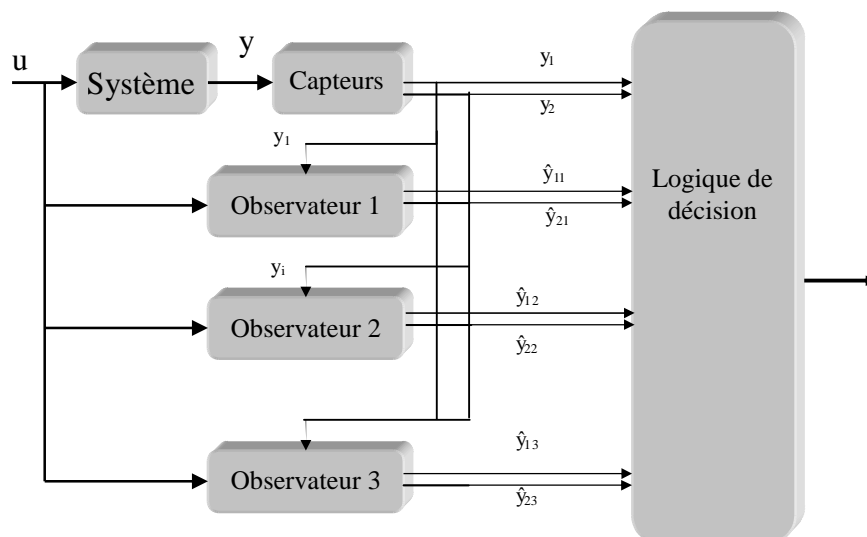 u
y
Système
Capteurs
y₁
y₂
y₁
Observateur 1
ŷ₁₁
ŷ₂₁
Logique de
décision
yᵢ
Observateur 2
ŷ₁₂
ŷ₂₂
Observateur 3
ŷ₁₃
ŷ₂₃